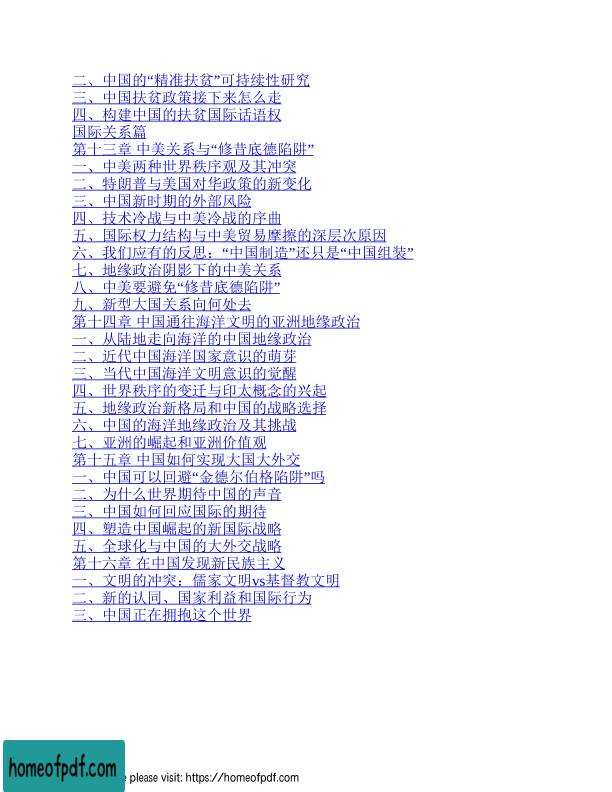 二、中国的“精准扶贫”可持续性研究
三、中国扶贫政策接下来怎么走
四、构建中国的扶贫国际话语权
国际关系篇
第十三章 中美关系与“修昔底德陷阱”
一、中美两种世界秩序观及其冲突
二、特朗普与美国对华政策的新变化
三、中国新时期的外部风险
四、技术冷战与中美冷战的序曲
五、国际权力结构与中美贸易摩擦的深层次原因
六、我们应有的反思：“中国制造”还只是“中国组装”
七、地缘政治阴影下的中美关系
八、中美要避免“修昔底德陷阱”
九、新型大国关系向何处去
第十四章 中国通往海洋文明的亚洲地缘政治
一、从陆地走向海洋的中国地缘政治
二、近代中国海洋国家意识的萌芽
三、当代中国海洋文明意识的觉醒
四、世界秩序的变迁与印太概念的兴起
五、地缘政治新格局和中国的战略选择
六、中国的海洋地缘政治及其挑战
七、亚洲的崛起和亚洲价值观
第十五章 中国如何实现大国大外交
一、中国可以回避“金德尔伯格陷阱”吗
二、为什么世界期待中国的声音
三、中国如何回应国际的期待
四、塑造中国崛起的新国际战略
五、全球化与中国的大外交战略
第十六章 在中国发现新民族主义
一、文明的冲突：儒家文明vs基督教文明
二、新的认同、国家利益和国际行为
三、中国正在拥抱这个世界
homeofpdf.com
e please visit: https://homeofpdf.com